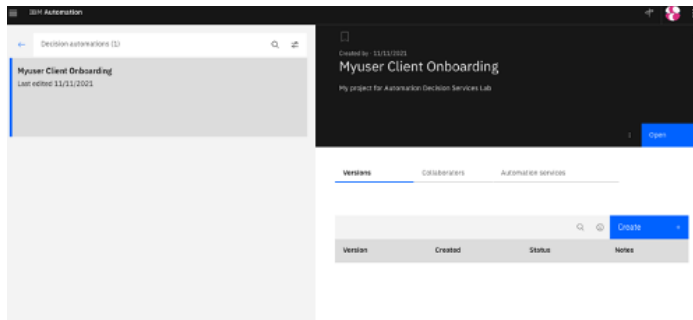 IBM Automation
Decision automations (1)
Myuser Client Onboarding
Last edited 11/11/2021
Created by - 11/11/2021
Myuser Client Onboarding
My project for Automation Decision Services Lab
Open
Versions Collaborators Automation services
Create
Version Created Status Notes